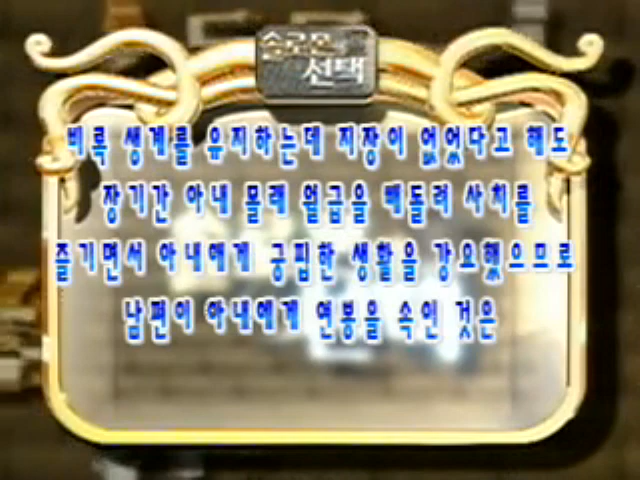 솔로몬의
선택
비록 생계를 유지하는데 지장이 없었다고 해도
장기간 아내 몰래 월급을 빼돌려 사치를
즐기면서 아내에게 궁핍한 생활을 강요했으므로
남편이 아내에게 연봉을 속인 것은